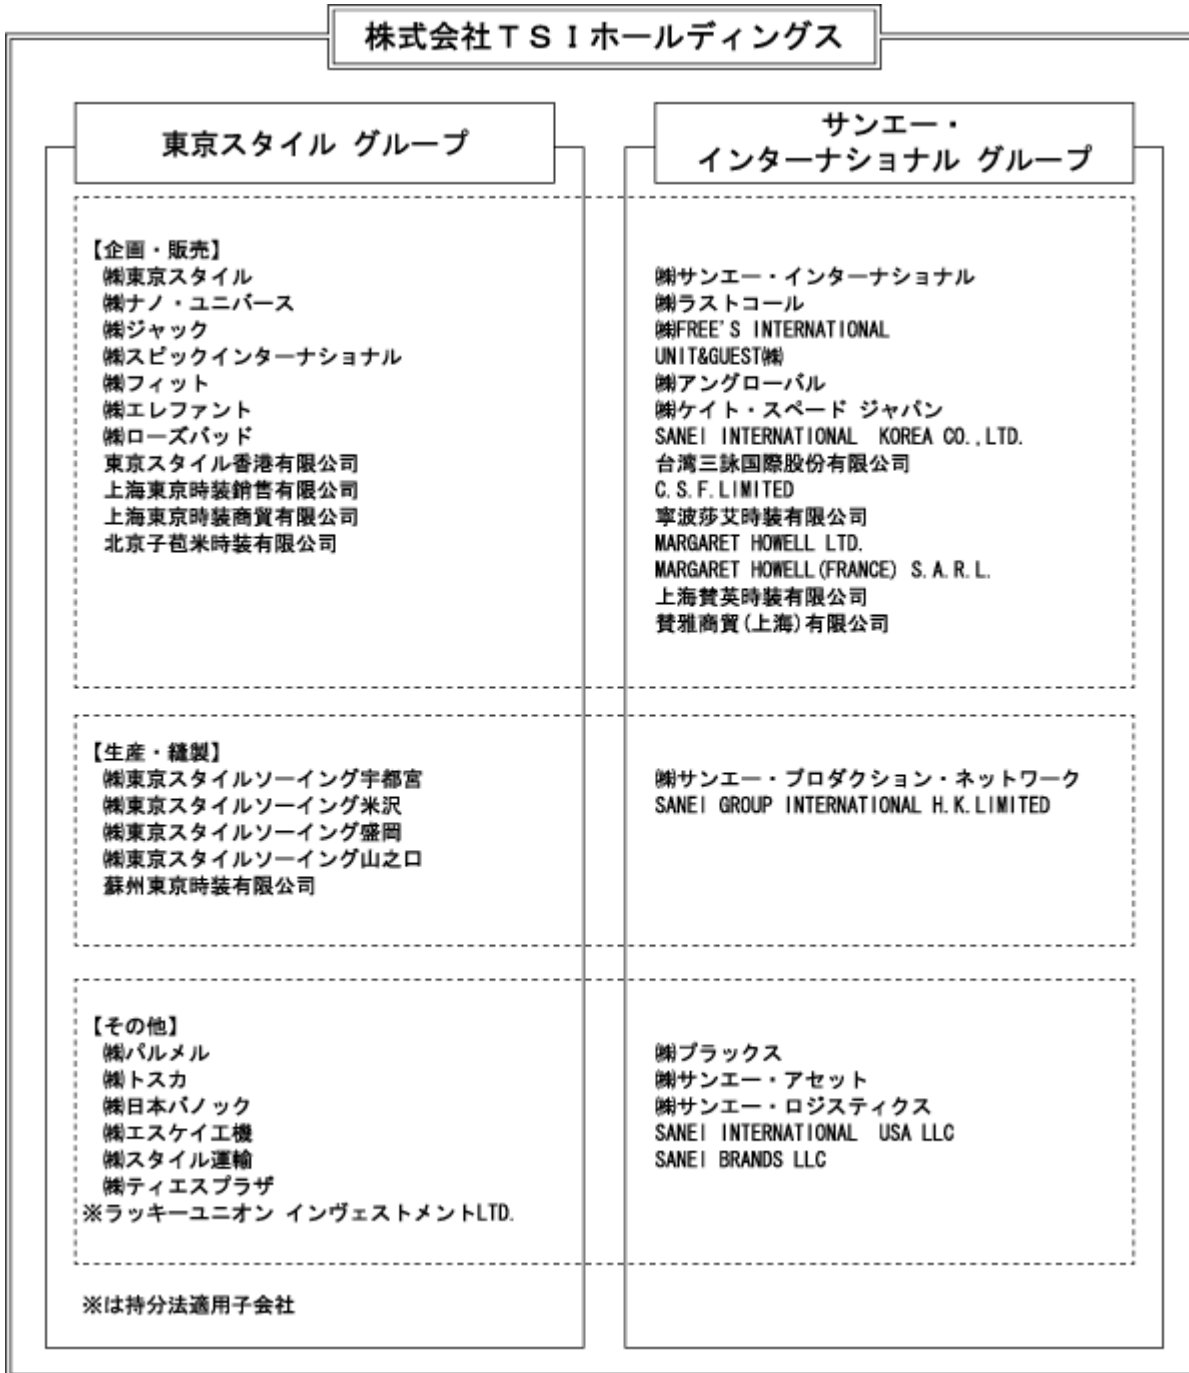 株式会社ＴＳＩホールディングス
東京スタイル グループ
サンエー・
インターナショナル グループ
【企画・販売】
㈱東京スタイル
㈱ナノ・ユニバース
㈱ジャック
㈱スピックインターナショナル
㈱フィット
㈱エレファント
㈱ローズバッド
東京スタイル香港有限公司
上海東京時装銷售有限公司
上海東京時装商貿有限公司
北京子苞米時装有限公司
㈱サンエー・インターナショナル
㈱ラストコール
㈱FREE'S INTERNATIONAL
UNIT&GUEST㈱
㈱アングローバル
㈱ケイト・スペード ジャパン
SANEI INTERNATIONAL KOREA CO.,LTD.
台湾三詠国際股份有限公司
C.S.F.LIMITED
寧波莎艾時装有限公司
MARGARET HOWELL LTD.
MARGARET HOWELL(FRANCE) S.A.R.L.
上海賛英時装有限公司
賛雅商貿(上海)有限公司
【生産・縫製】
㈱東京スタイルソーイング宇都宮
㈱東京スタイルソーイング米沢
㈱東京スタイルソーイング盛岡
㈱東京スタイルソーイング山之口
蘇州東京時装有限公司
㈱サンエー・プロダクション・ネットワーク
SANEI GROUP INTERNATIONAL H.K.LIMITED
【その他】
㈱パルメル
㈱トスカ
㈱日本バノック
㈱エスケイ工機
㈱スタイル運輸
㈱ティエスプラザ
※ラッキーユニオン インヴェストメントLTD.
㈱プラックス
㈱サンエー・アセット
㈱サンエー・ロジスティクス
SANEI INTERNATIONAL USA LLC
SANEI BRANDS LLC
※は持分法適用子会社